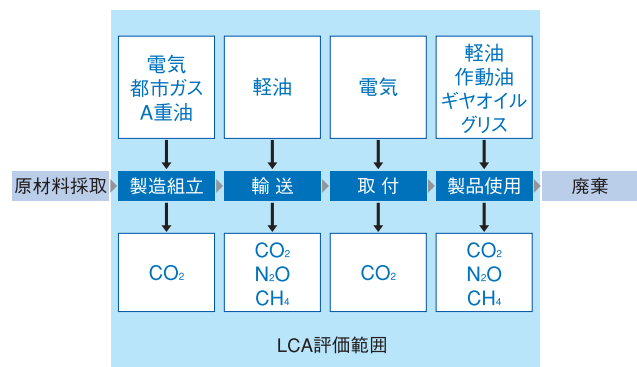 電気
都市ガス
A重油
軽油
電気
軽油
作動油
ギヤオイル
グリス
原材料採取
製造組立
輸送
取付
製品使用
廃棄
CO₂
CO₂
N₂O
CH₄
CO₂
CO₂
N₂O
CH₄
LCA評価範囲